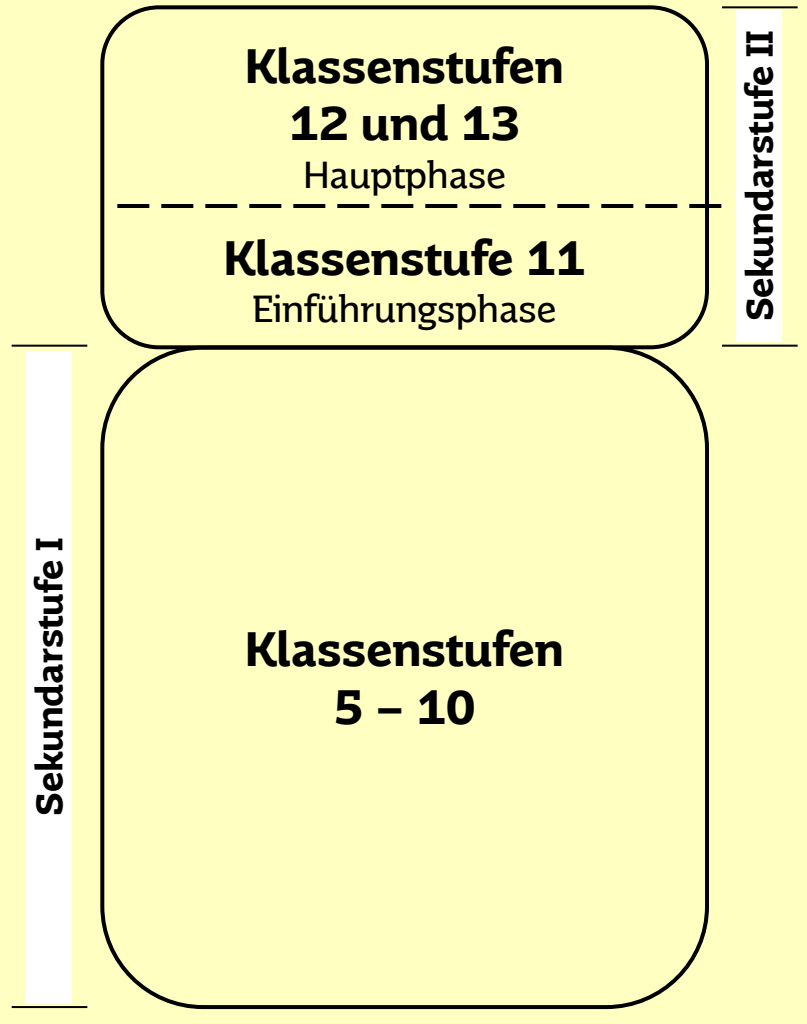 Klassenstufen
12 und 13
Hauptphase
Klassenstufe 11
Einführungsphase
Sekundarstufe II
Klassenstufen
5 – 10
Sekundarstufe I